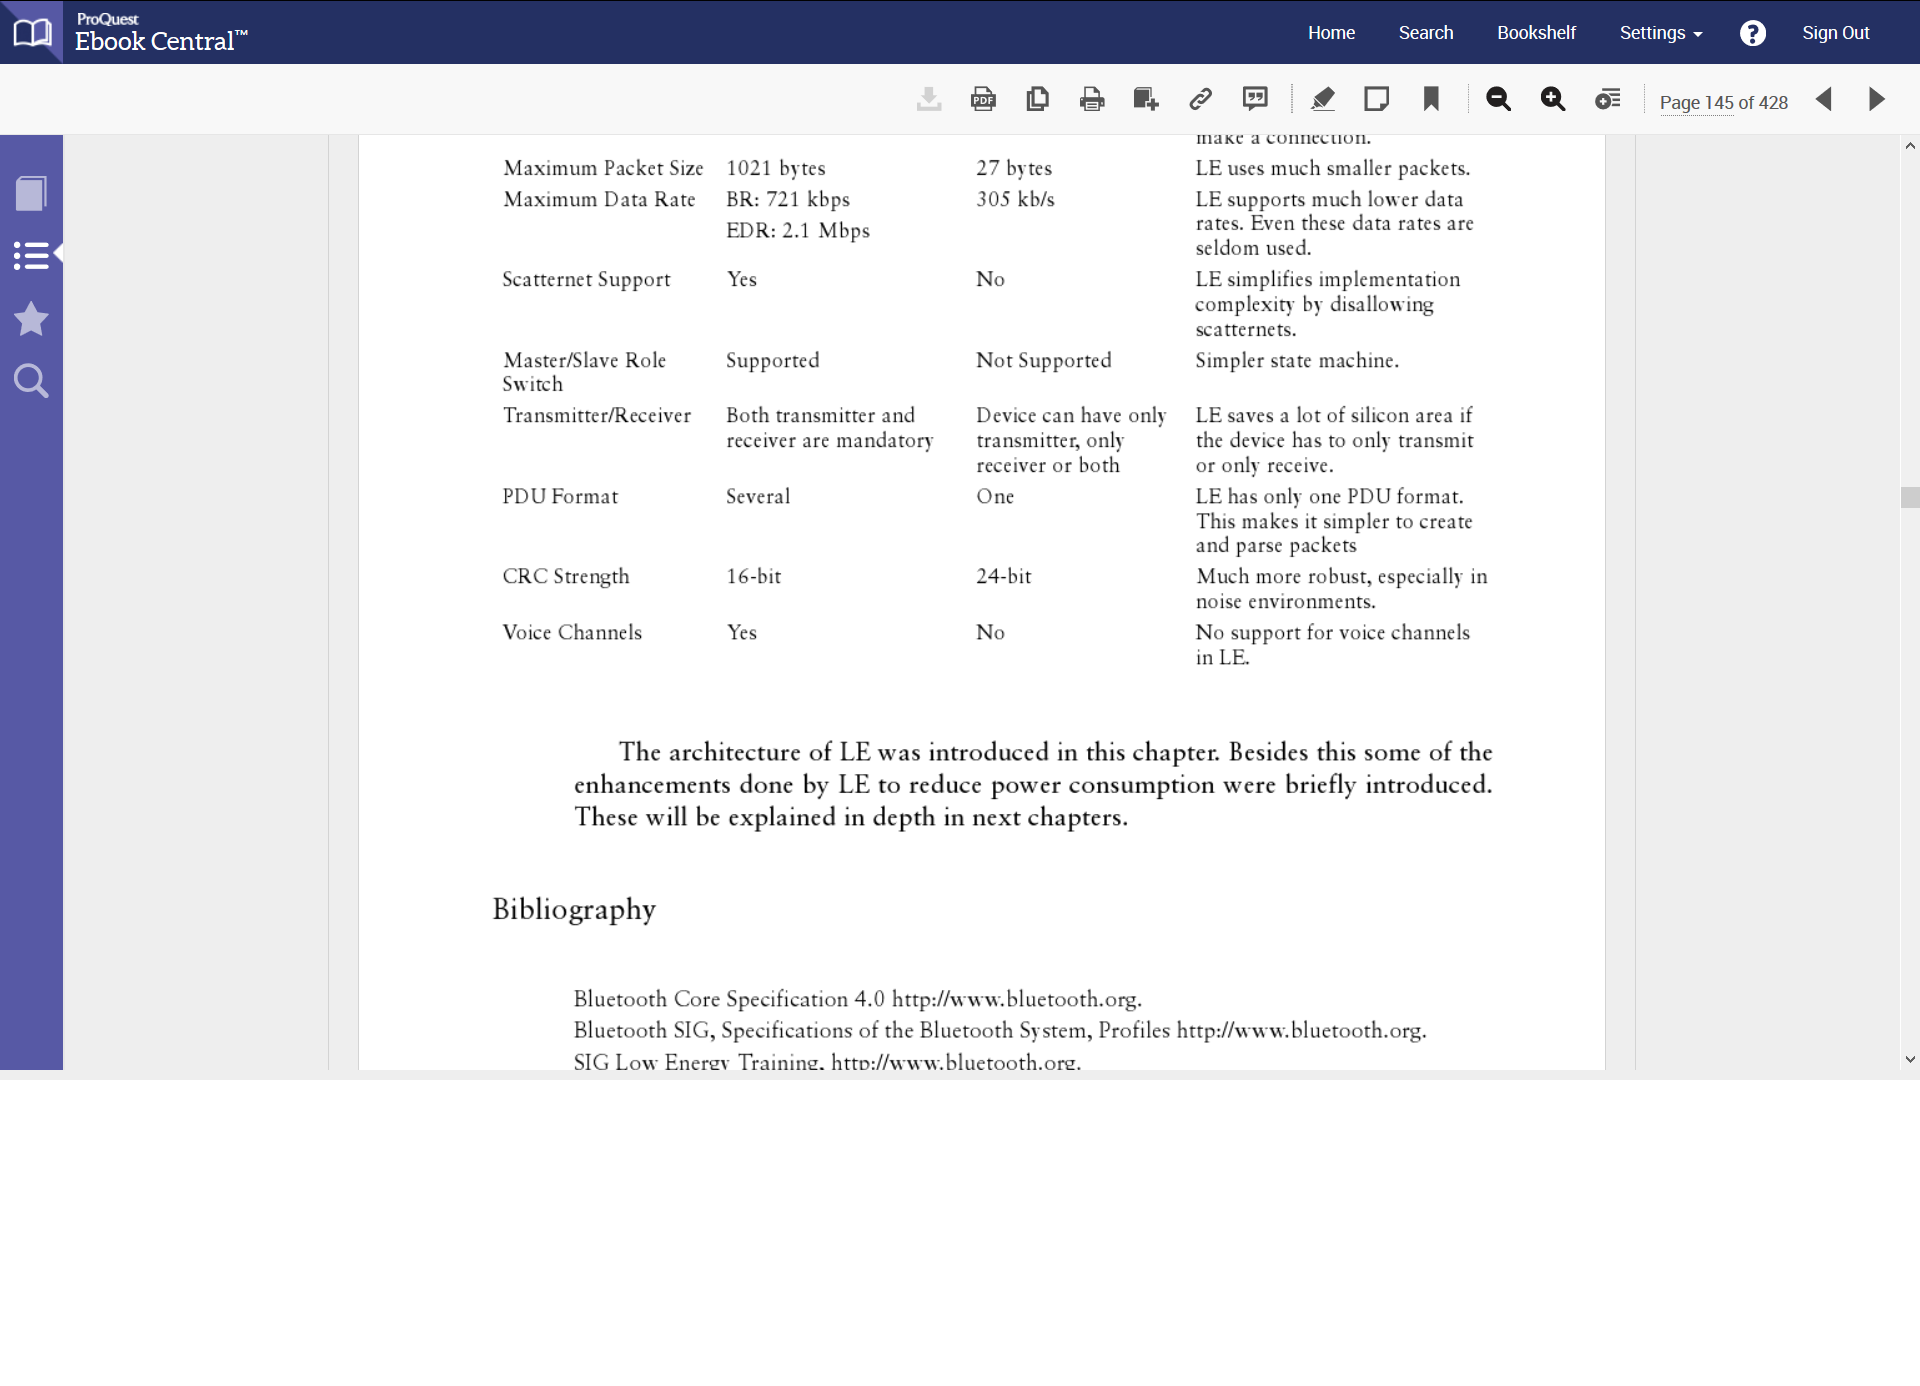 ProQuest
Ebook Central™
Home Search Bookshelf Settings ? Sign Out
PDF
Page 145 of 428
make a connection.
Maximum Packet Size 1021 bytes 27 bytes LE uses much smaller packets.
Maximum Data Rate BR: 721 kbps 305 kb/s LE supports much lower data
EDR: 2.1 Mbps rates. Even these data rates are
seldom used.
Scatternet Support Yes No LE simplifies implementation
complexity by disallowing
scatternets.
Master/Slave Role Supported Not Supported Simpler state machine.
Switch
Transmitter/Receiver Both transmitter and Device can have only LE saves a lot of silicon area if
receiver are mandatory transmitter, only the device has to only transmit
receiver or both or only receive.
PDU Format Several One LE has only one PDU format.
This makes it simpler to create
and parse packets
CRC Strength 16-bit 24-bit Much more robust, especially in
noise environments.
Voice Channels Yes No No support for voice channels
in LE.
The architecture of LE was introduced in this chapter. Besides this some of the
enhancements done by LE to reduce power consumption were briefly introduced.
These will be explained in depth in next chapters.
Bibliography
Bluetooth Core Specification 4.0 http://www.bluetooth.org.
Bluetooth SIG, Specifications of the Bluetooth System, Profiles http://www.bluetooth.org.
SIG Low Energy Training, http://www.bluetooth.org.